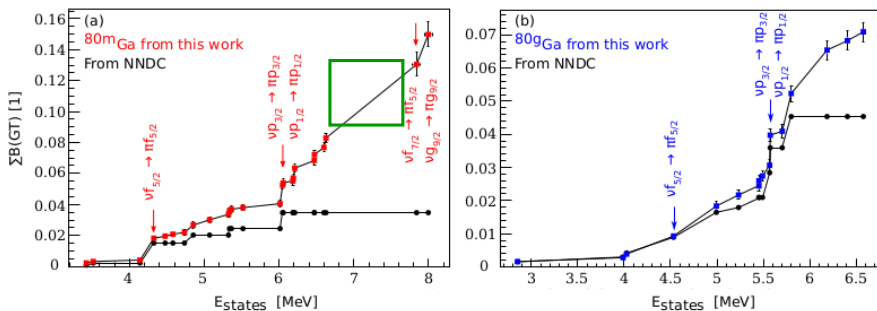 (a)
80mGa from this work
From NNDC
νf5/2 → πf5/2
νp3/2 → πp3/2
νp1/2 → πp1/2
νf7/2 → πf5/2
νg9/2 → πg9/2
∑B(GT) [1]
0.16
0.14
0.12
0.10
0.08
0.06
0.04
0.02
0.00
4
5
6
7
8
Estates [MeV]
(b)
80gGa from this work
From NNDC
νf5/2 → πf5/2
νp3/2 → πp3/2
νp1/2 → πp1/2
0.07
0.06
0.05
0.04
0.03
0.02
0.01
0
3
3.5
4
4.5
5
5.5
6
6.5
Estates [MeV]